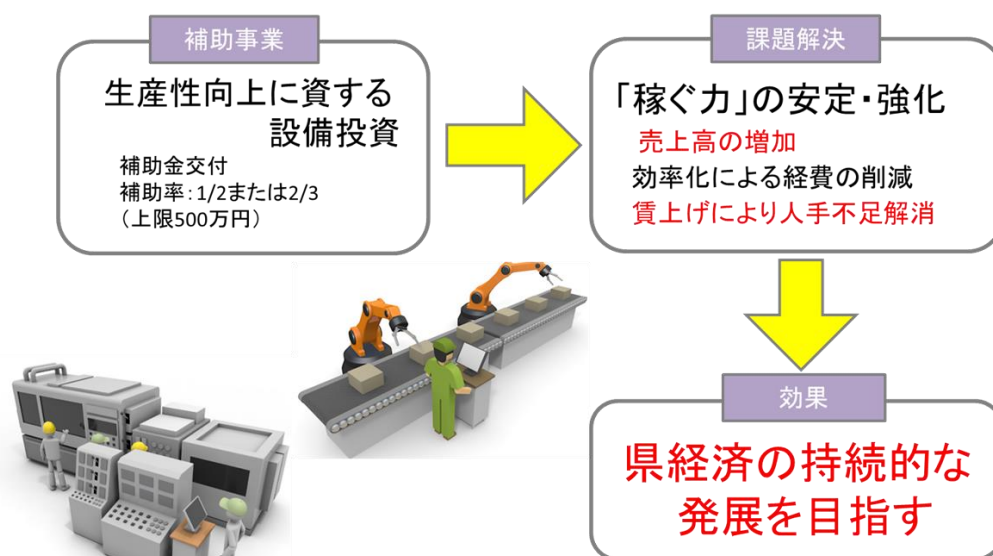 補助事業
生産性向上に資する
設備投資
補助金交付
補助率：1/2または2/3
（上限500万円）
課題解決
「稼ぐ力」の安定・強化
売上高の増加
効率化による経費の削減
賃上げにより人手不足解消
効果
県経済の持続的な
発展を目指す